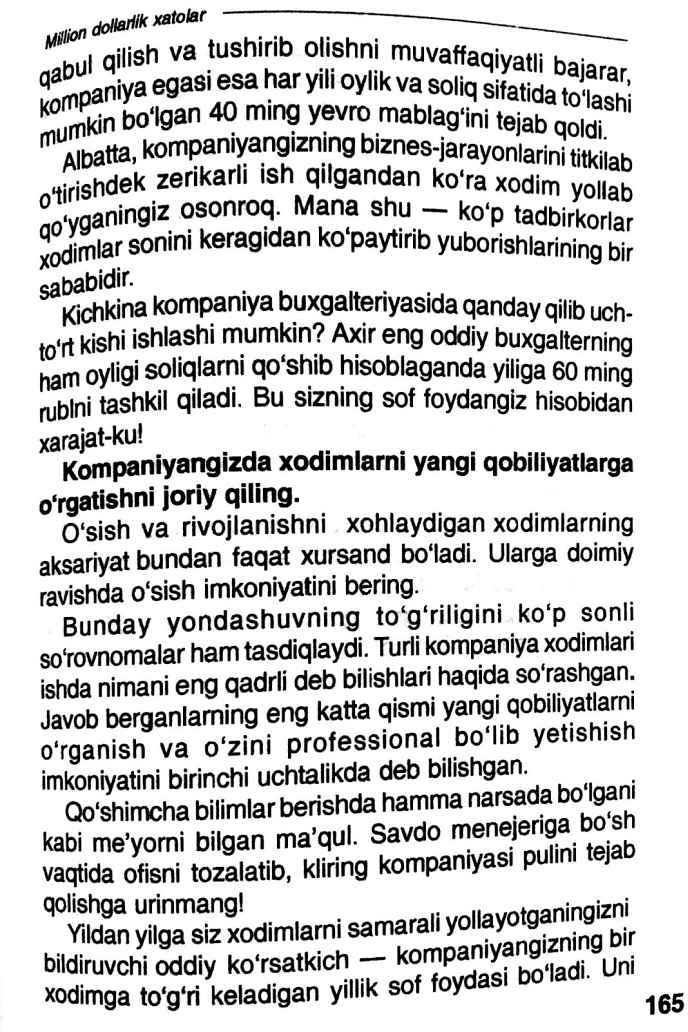 Million dollarlik xatolar
qabul qilish va tushirib olishni muvaffaqiyatli bajarar,
kompaniya egasi esa har yili oylik va soliq sifatida to‘lashi
mumkin bo‘lgan 40 ming yevro mablag‘ini tejab qoldi.
Albatta, kompaniyangizning biznes-jarayonlarini titkilab
o‘tirishdek zerikarli ish qilgandan ko‘ra xodim yollab
qo‘yganingiz osonroq. Mana shu — ko‘p tadbirkorlar
xodimlar sonini keragidan ko‘paytirib yuborishlarining bir
sababidir.
Kichkina kompaniya buxgalteriyasida qanday qilib uch-
to‘rt kishi ishlashi mumkin? Axir eng oddiy buxgalterning
ham oyligi soliqlarni qo‘shib hisoblaganda yiliga 60 ming
rublni tashkil qiladi. Bu sizning sof foydangiz hisobidan
xarajat-ku!
Kompaniyangizda xodimlarni yangi qobiliyatlarga
o‘rgatishni joriy qiling.
O‘sish va rivojlanishni xohlaydigan xodimlarning
aksariyat bundan faqat xursand bo‘ladi. Ularga doimiy
ravishda o‘sish imkoniyatini bering.
Bunday yondashuvning to‘g‘riligini ko‘p sonli
so‘rovnomalar ham tasdiqlaydi. Turli kompaniya xodimlari
ishda nimani eng qadrli deb bilishlari haqida so‘rashgan.
Javob berganlarning eng katta qismi yangi qobiliyatlarni
o‘rganish va o‘zini professional bo‘lib yetishish
imkoniyatini birinchi uchtalikda deb bilishgan.
Qo‘shimcha bilimlar berishda hamma narsada bo‘lgani
kabi me’yorni bilgan ma’qul. Savdo menejeriga bo‘sh
vaqtida ofisni tozalatib, kliring kompaniyasi pulini tejab
qolishga urinmang!
Yildan yilga siz xodimlarni samarali yollayotganingizni
bildiruvchi oddiy ko‘rsatkich — kompaniyangizning bir
xodimga to‘g‘ri keladigan yillik sof foydasi bo‘ladi. Uni
165